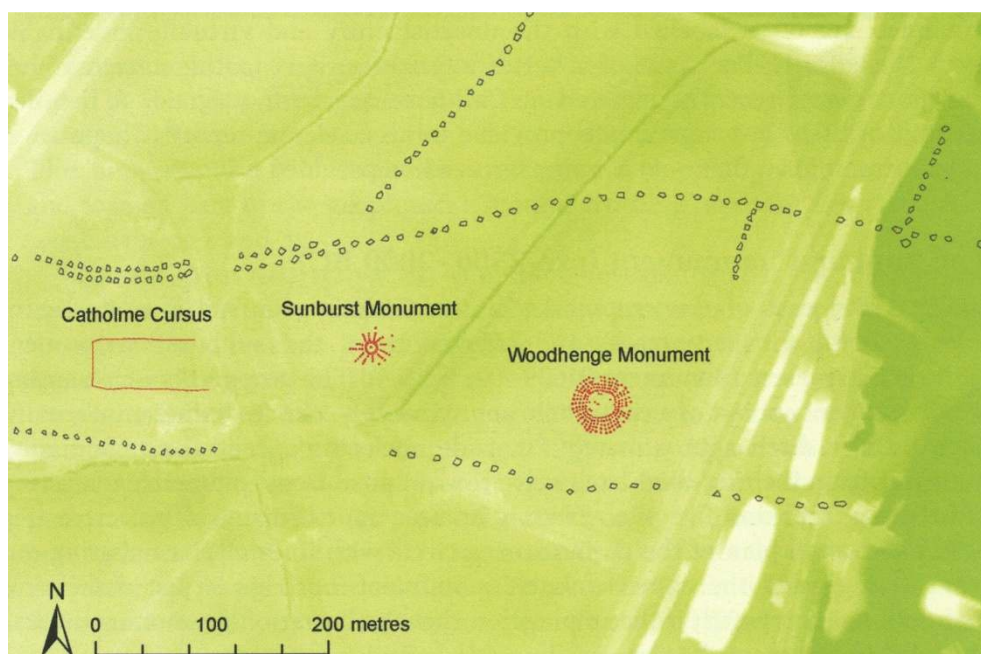 Catholme Cursus
Sunburst Monument
Woodhenge Monument
N
0 100 200 metres